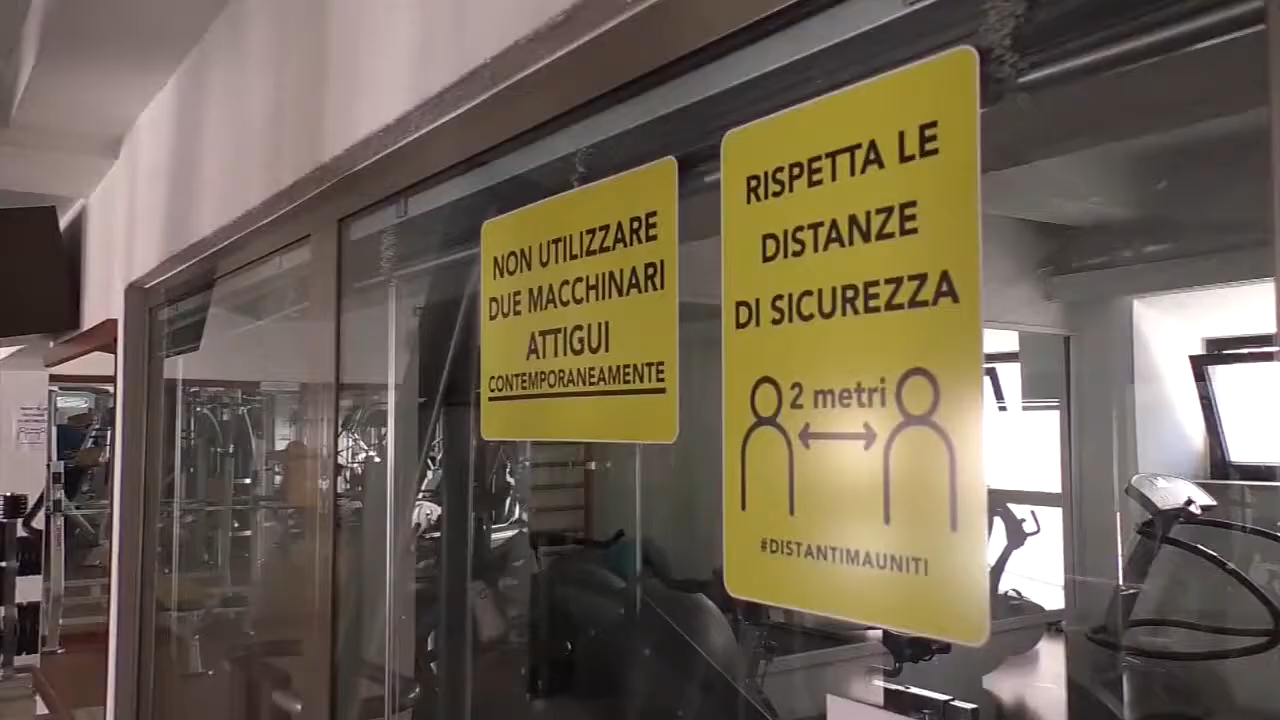 NON UTILIZZARE
DUE MACCHINARI
ATTIGUI
CONTEMPORANEAMENTE
RISPETTA LE
DISTANZE
DI SICUREZZA
2 metri
#DISTANTIMAUNITI